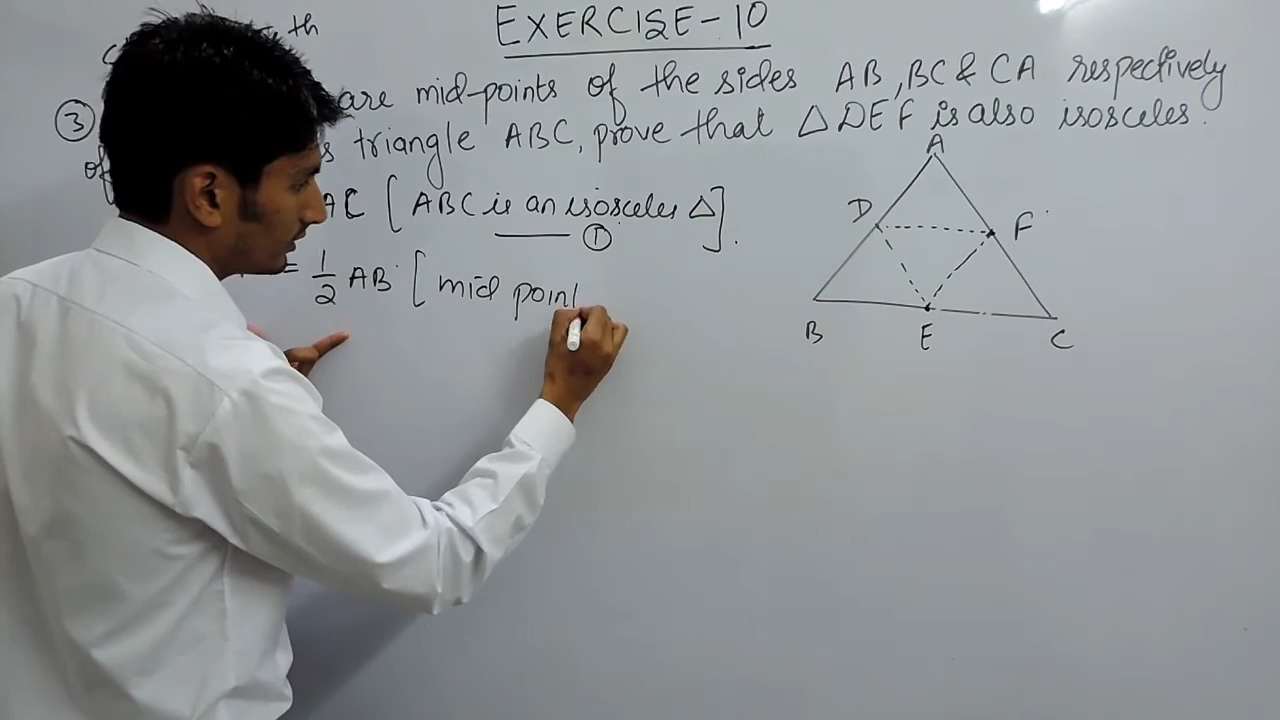 EXERCISE-10
th
③ are mid-points of the sides AB, BC & CA respectively
of s triangle ABC, prove that △DEF is also isosceles.
AC [ABC is an isosceles △].
①
= 1/2 AB [mid point
A
D F
B E C